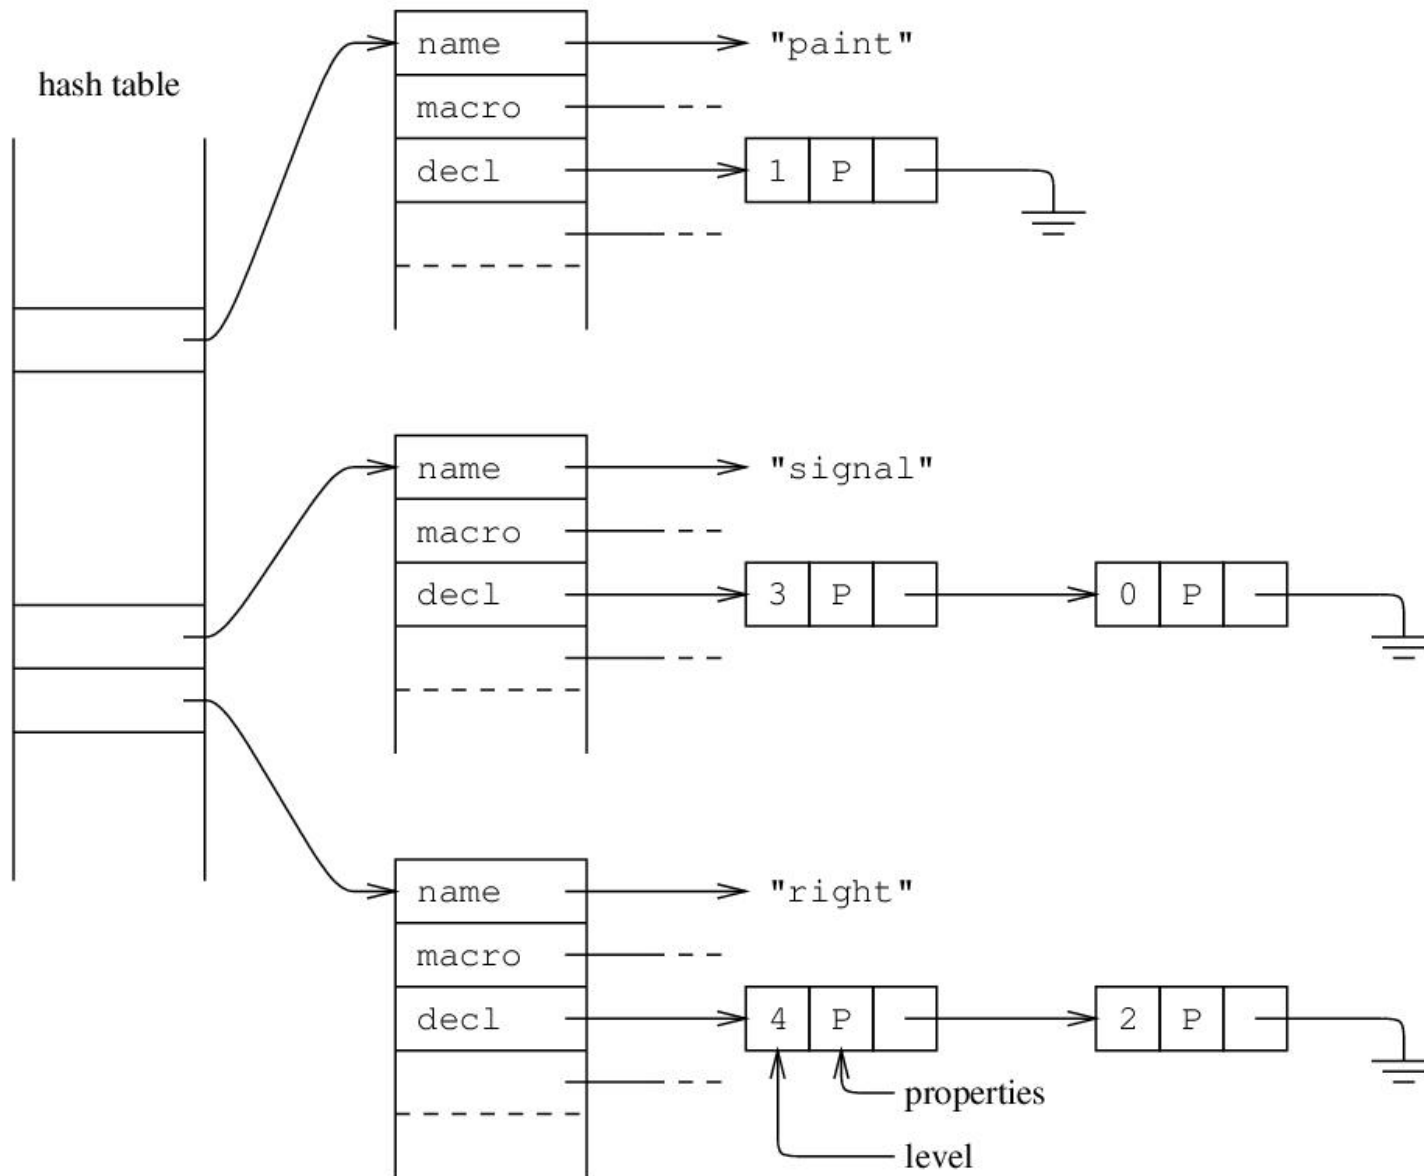 hash table
name "paint"
macro
decl 1 P
name "signal"
macro
decl 3 P 0 P
name "right"
macro
decl 4 P 2 P
properties
level